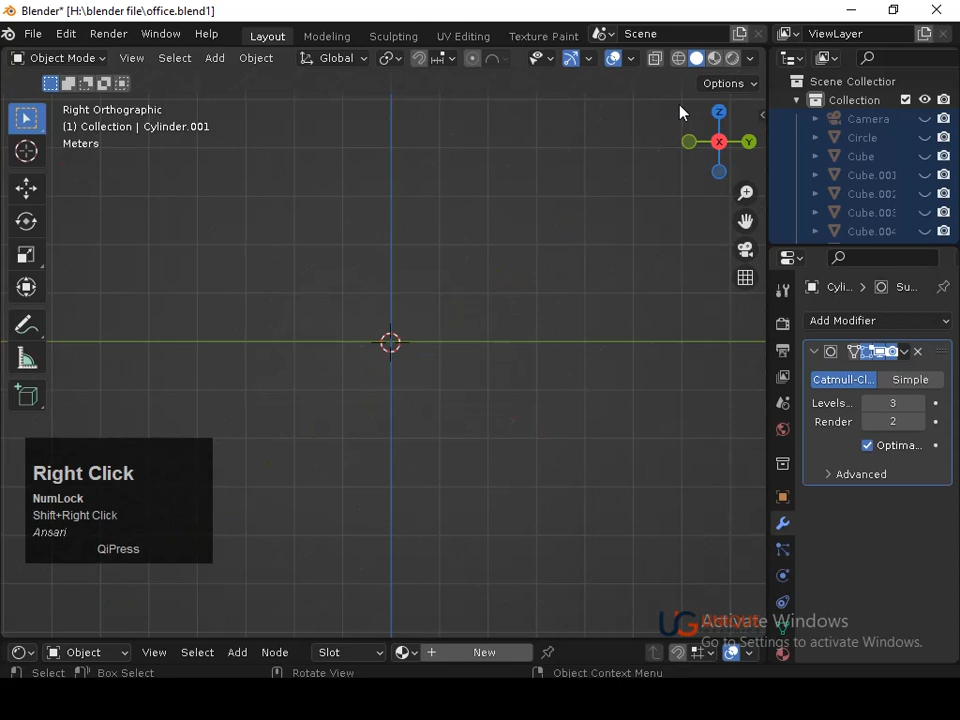 Blender* [H:\blender file\office.blend1]
File Edit Render Window Help Layout Modeling Sculpting UV Editing Texture Paint Scene ViewLayer
Object Mode View Select Add Object Global
Options
Right Orthographic
(1) Collection | Cylinder.001
Meters
Z
X
Y
Scene Collection
Collection
Camera
Circle
Cube
Cube.001
Cube.002
Cube.003
Cube.004
Cyli... > Su...
Add Modifier
Catmull-Cl... Simple
Levels... 3
Render 2
Optima...
Advanced
Right Click
NumLock
Shift+Right Click
Ansari
QiPress
UG
Activate Windows
Go to Settings to activate Windows.
Object View Select Add Node Slot New
Select Box Select Rotate View Object Context Menu